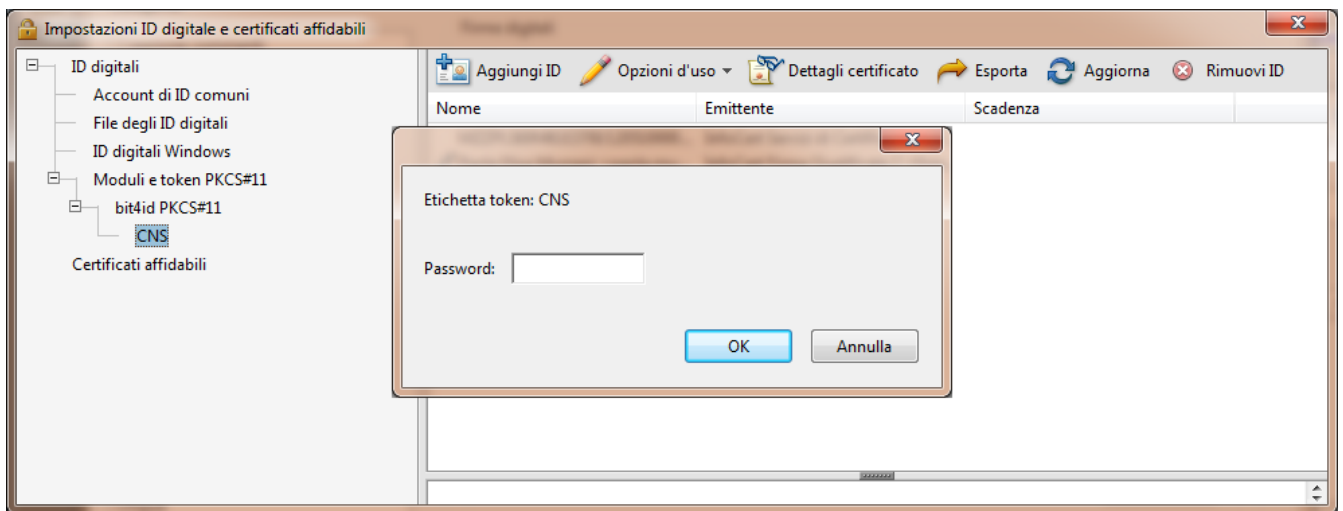 Impostazioni ID digitale e certificati affidabili
ID digitali
Account di ID comuni
File degli ID digitali
ID digitali Windows
Moduli e token PKCS#11
bit4id PKCS#11
CNS
Certificati affidabili
Aggiungi ID Opzioni d'uso Dettagli certificato Esporta Aggiorna Rimuovi ID
Nome Emittente Scadenza
Etichetta token: CNS
Password:
OK Annulla